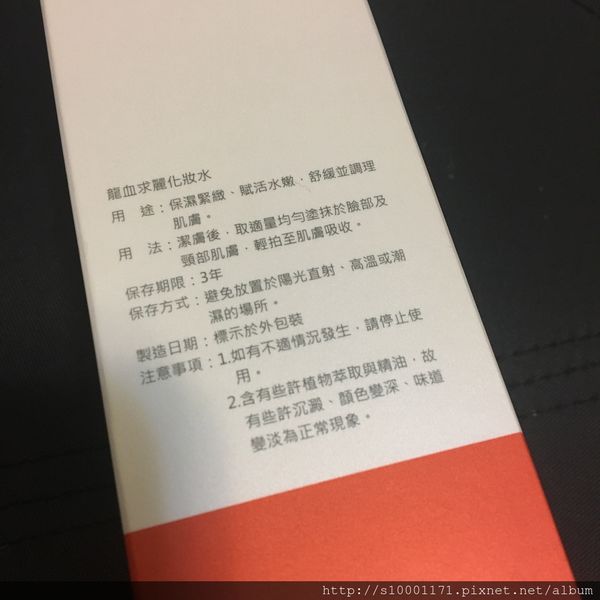 龍血求麗化妝水
用　途：保濕緊緻、賦活水嫩，舒緩並調理
肌膚。
用　法：潔膚後，取適量均勻塗抹於臉部及
頸部肌膚，輕拍至肌膚吸收。
保存期限：3年
保存方式：避免放置於陽光直射、高溫或潮
濕的場所。
製造日期：標示於外包裝
注意事項：1.如有不適情況發生，請停止使
用。
2.含有些許植物萃取與精油，故
有些許沉澱、顏色變深、味道
變淡為正常現象。
http://s10001171.pixnet.net/album